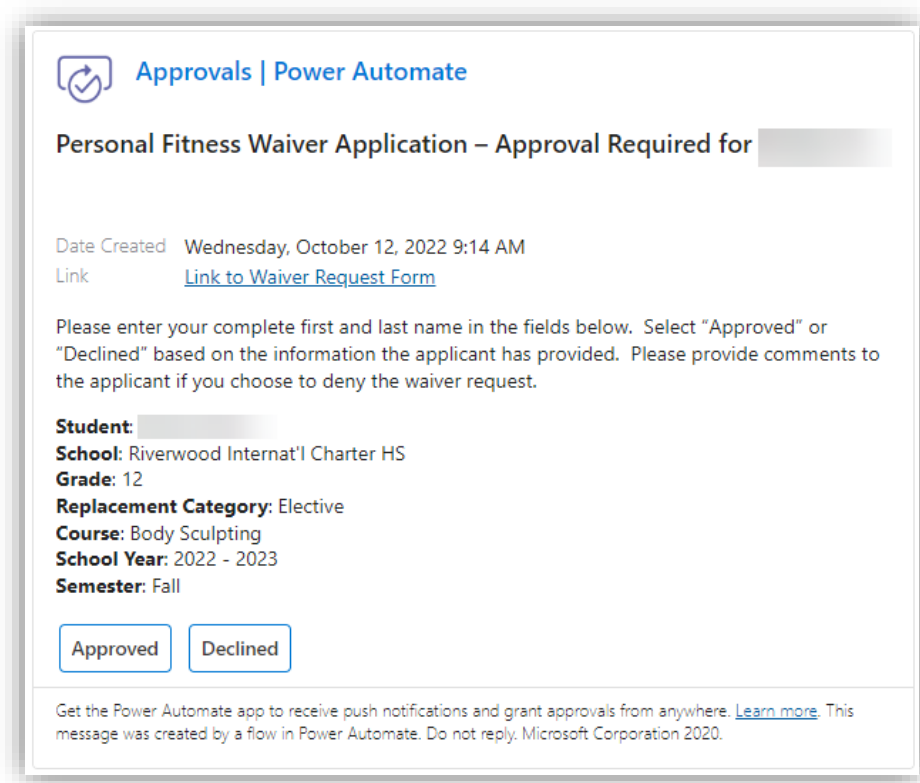 Approvals | Power Automate
Personal Fitness Waiver Application – Approval Required for
Date Created Wednesday, October 12, 2022 9:14 AM
Link Link to Waiver Request Form
Please enter your complete first and last name in the fields below.  Select “Approved” or
“Declined” based on the information the applicant has provided.  Please provide comments to
the applicant if you choose to deny the waiver request.
Student:
School: Riverwood Internat'l Charter HS
Grade: 12
Replacement Category: Elective
Course: Body Sculpting
School Year: 2022 - 2023
Semester: Fall
Approved Declined
Get the Power Automate app to receive push notifications and grant approvals from anywhere. Learn more. This
message was created by a flow in Power Automate. Do not reply. Microsoft Corporation 2020.